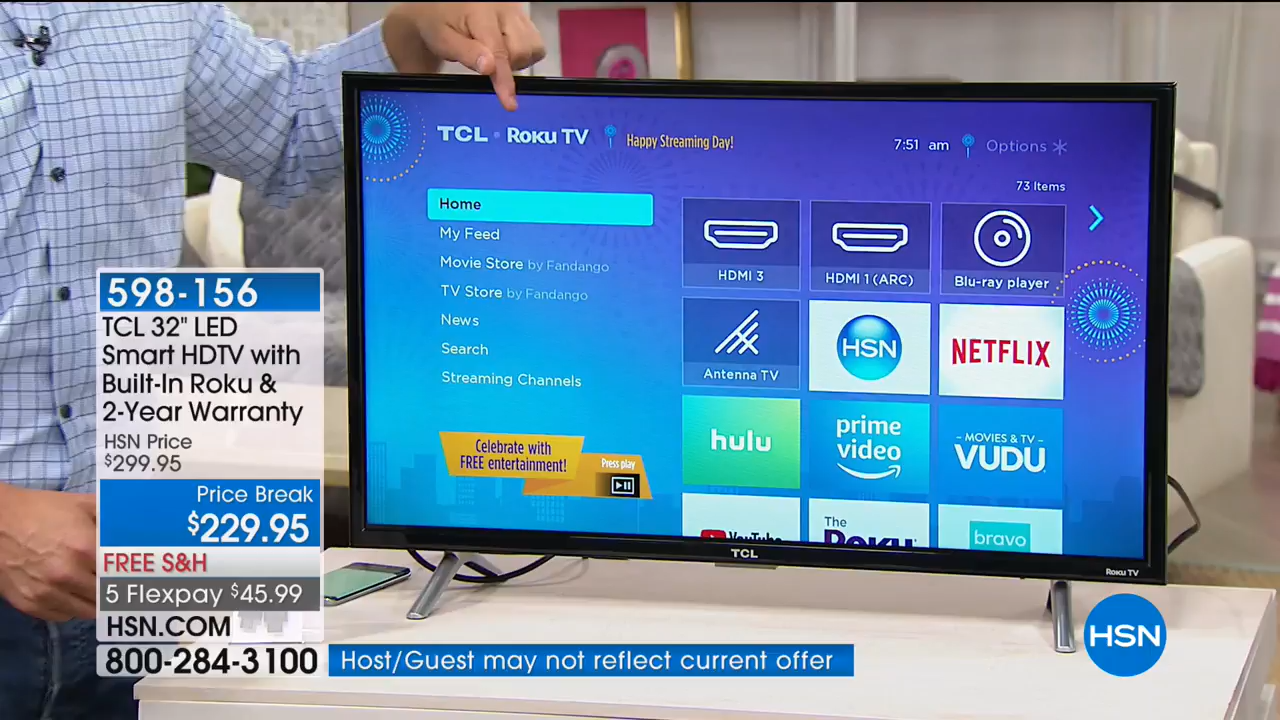 TCL • Roku TV
Happy Streaming Day!
7:51 am
Options
73 Items
Home
My Feed
Movie Store by Fandango
TV Store by Fandango
News
Search
Streaming Channels
Celebrate with
FREE entertainment!
Press play
HDMI 3
HDMI 1 (ARC)
Blu-ray player
Antenna TV
HSN
NETFLIX
hulu
prime
video
– MOVIES & TV –
VUDU
YouTube
The
Roku
bravo
TCL
Roku TV
598-156
TCL 32" LED
Smart HDTV with
Built-In Roku &
2-Year Warranty
HSN Price
$299.95
Price Break
$229.95
FREE S&H
5 Flexpay $45.99
HSN.COM
800-284-3100
Host/Guest may not reflect current offer
HSN